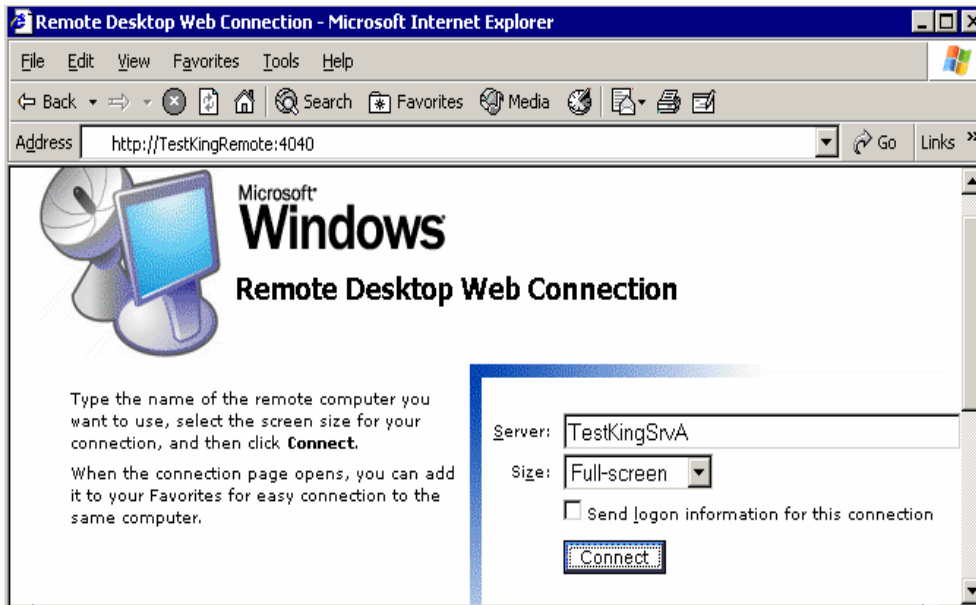 Remote Desktop Web Connection - Microsoft Internet Explorer
File Edit View Favorites Tools Help
Back Search Favorites Media
Address http://TestKingRemote:4040 Go Links »
Microsoft
Windows
Remote Desktop Web Connection
Type the name of the remote computer you
want to use, select the screen size for your
connection, and then click Connect.
When the connection page opens, you can add
it to your Favorites for easy connection to the
same computer.
Server: TestKingSrvA
Size: Full-screen
Send logon information for this connection
Connect